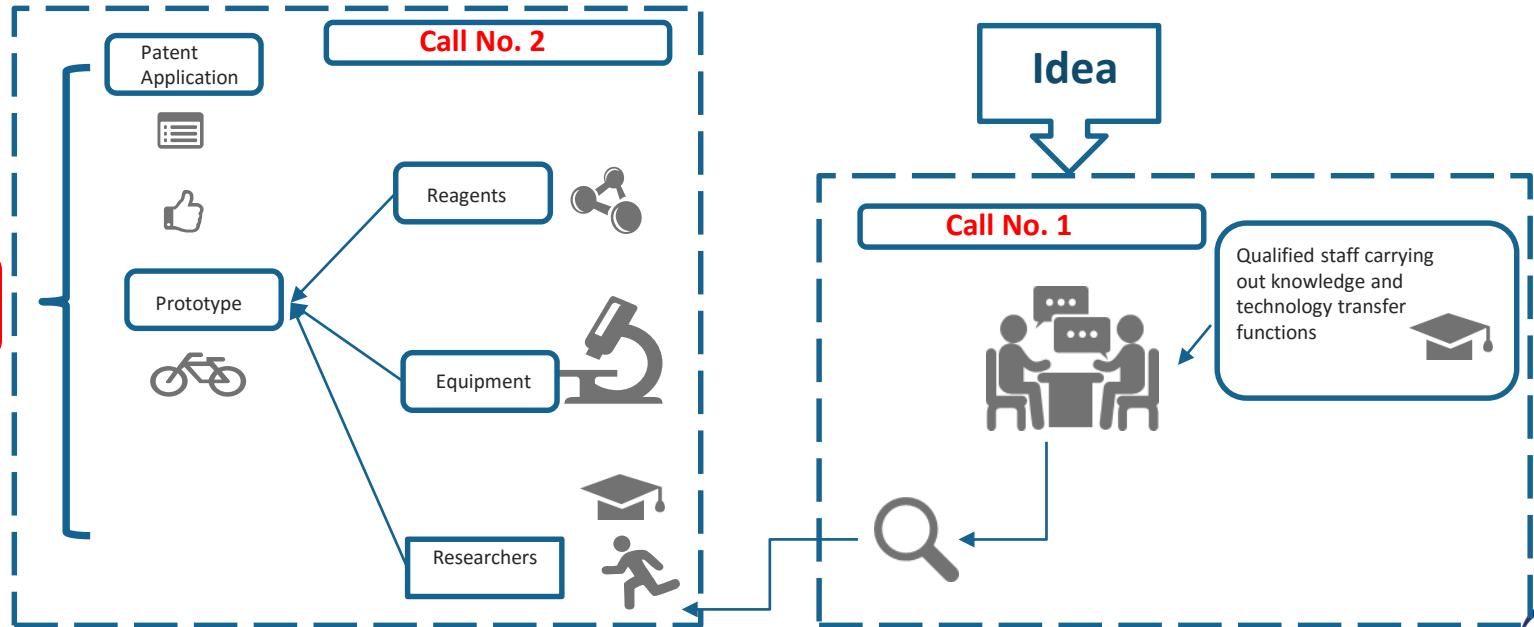 Call No. 2
Patent
Application
Reagents
Prototype
Equipment
Researchers
Idea
Call No. 1
Qualified staff carrying
out knowledge and
technology transfer
functions